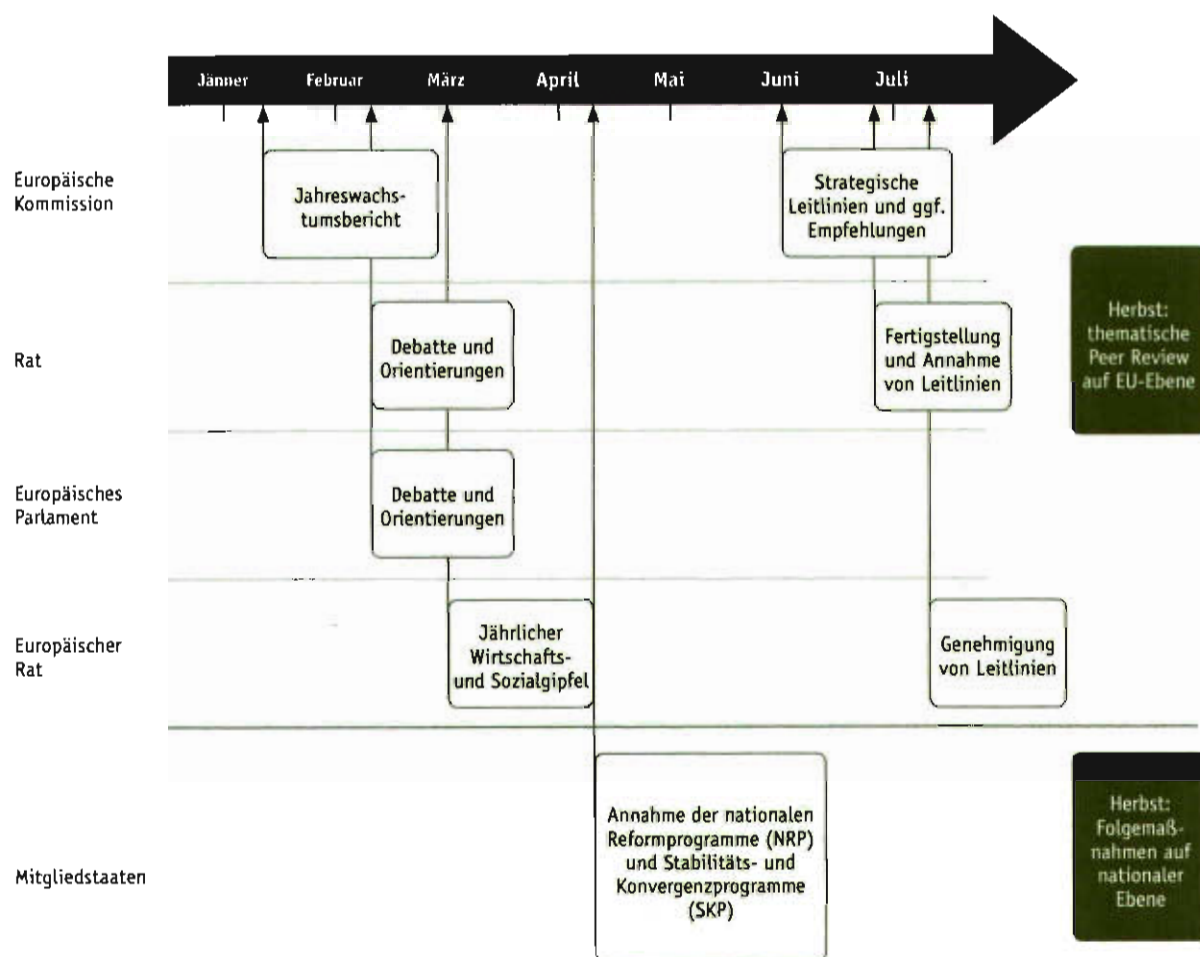 Jänner Februar März April Mai Juni Juli
Europäische
Kommission
Jahreswachs-
tumsbericht
Strategische
Leitlinien und ggf.
Empfehlungen
Rat
Debatte und
Orientierungen
Fertigstellung
und Annahme
von Leitlinien
Herbst:
thematische
Peer Review
auf EU-Ebene
Europäisches
Parlament
Debatte und
Orientierungen
Europäischer
Rat
Jährlicher
Wirtschafts-
und Sozialgipfel
Genehmigung
von Leitlinien
Mitgliedstaaten
Annahme der nationalen
Reformprogramme (NRP)
und Stabilitäts- und
Konvergenzprogramme
(SKP)
Herbst:
Folgemaß-
nahmen auf
nationaler
Ebene